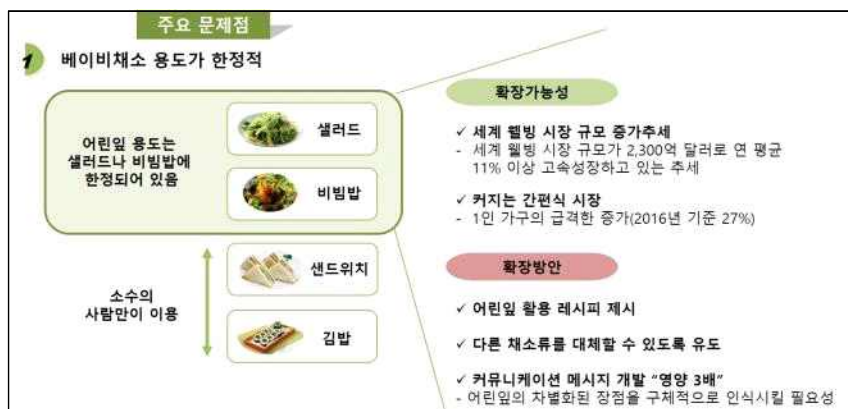 주요 문제점
1 베이비채소 용도가 한정적
어린잎 용도는
샐러드나 비빔밥에
한정되어 있음
샐러드
비빔밥
소수의
사람만이 이용
샌드위치
김밥
확장가능성
✓ 세계 웰빙 시장 규모 증가추세
- 세계 웰빙 시장 규모가 2,300억 달러로 연 평균
11% 이상 고속성장하고 있는 추세
✓ 커지는 간편식 시장
- 1인 가구의 급격한 증가(2016년 기준 27%)
확장방안
✓ 어린잎 활용 레시피 제시
✓ 다른 채소류를 대체할 수 있도록 유도
✓ 커뮤니케이션 메시지 개발 “영양 3배”
- 어린잎의 차별화된 장점을 구체적으로 인식시킬 필요성